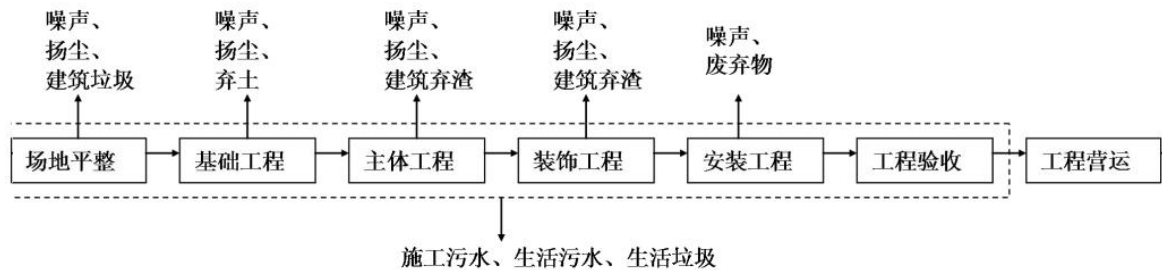 噪声、
扬尘、
建筑垃圾
噪声、
扬尘、
弃土
噪声、
扬尘、
建筑弃渣
噪声、
扬尘、
建筑弃渣
噪声、
废弃物
场地平整
基础工程
主体工程
装饰工程
安装工程
工程验收
工程营运
施工污水、生活污水、生活垃圾